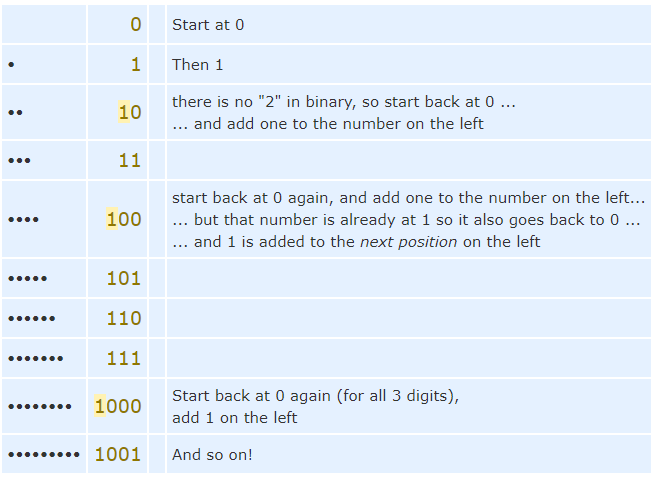 0 Start at 0
• 1 Then 1
•• 10 there is no "2" in binary, so start back at 0 ...
... and add one to the number on the left
••• 11
•••• 100 start back at 0 again, and add one to the number on the left...
... but that number is already at 1 so it also goes back to 0 ...
... and 1 is added to the next position on the left
••••• 101
•••••• 110
••••••• 111
•••••••• 1000 Start back at 0 again (for all 3 digits),
add 1 on the left
••••••••• 1001 And so on!